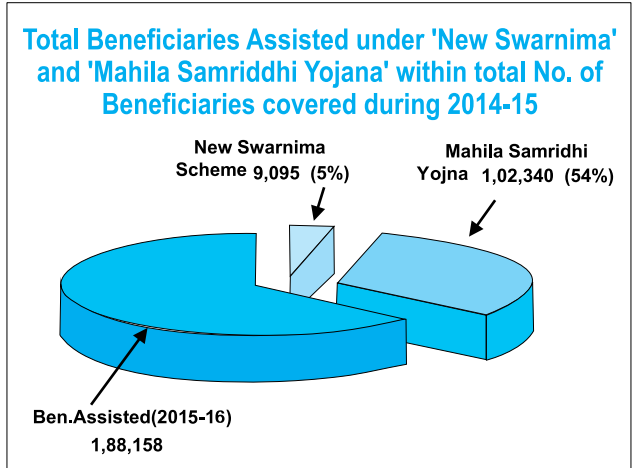 Total Beneficiaries Assisted under 'New Swarnima'
and 'Mahila Samriddhi Yojana' within total No. of
Beneficiaries covered during 2014-15
New Swarnima
Scheme 9,095 (5%)
Mahila Samridhi
Yojna 1,02,340 (54%)
Ben.Assisted(2015-16)
1,88,158